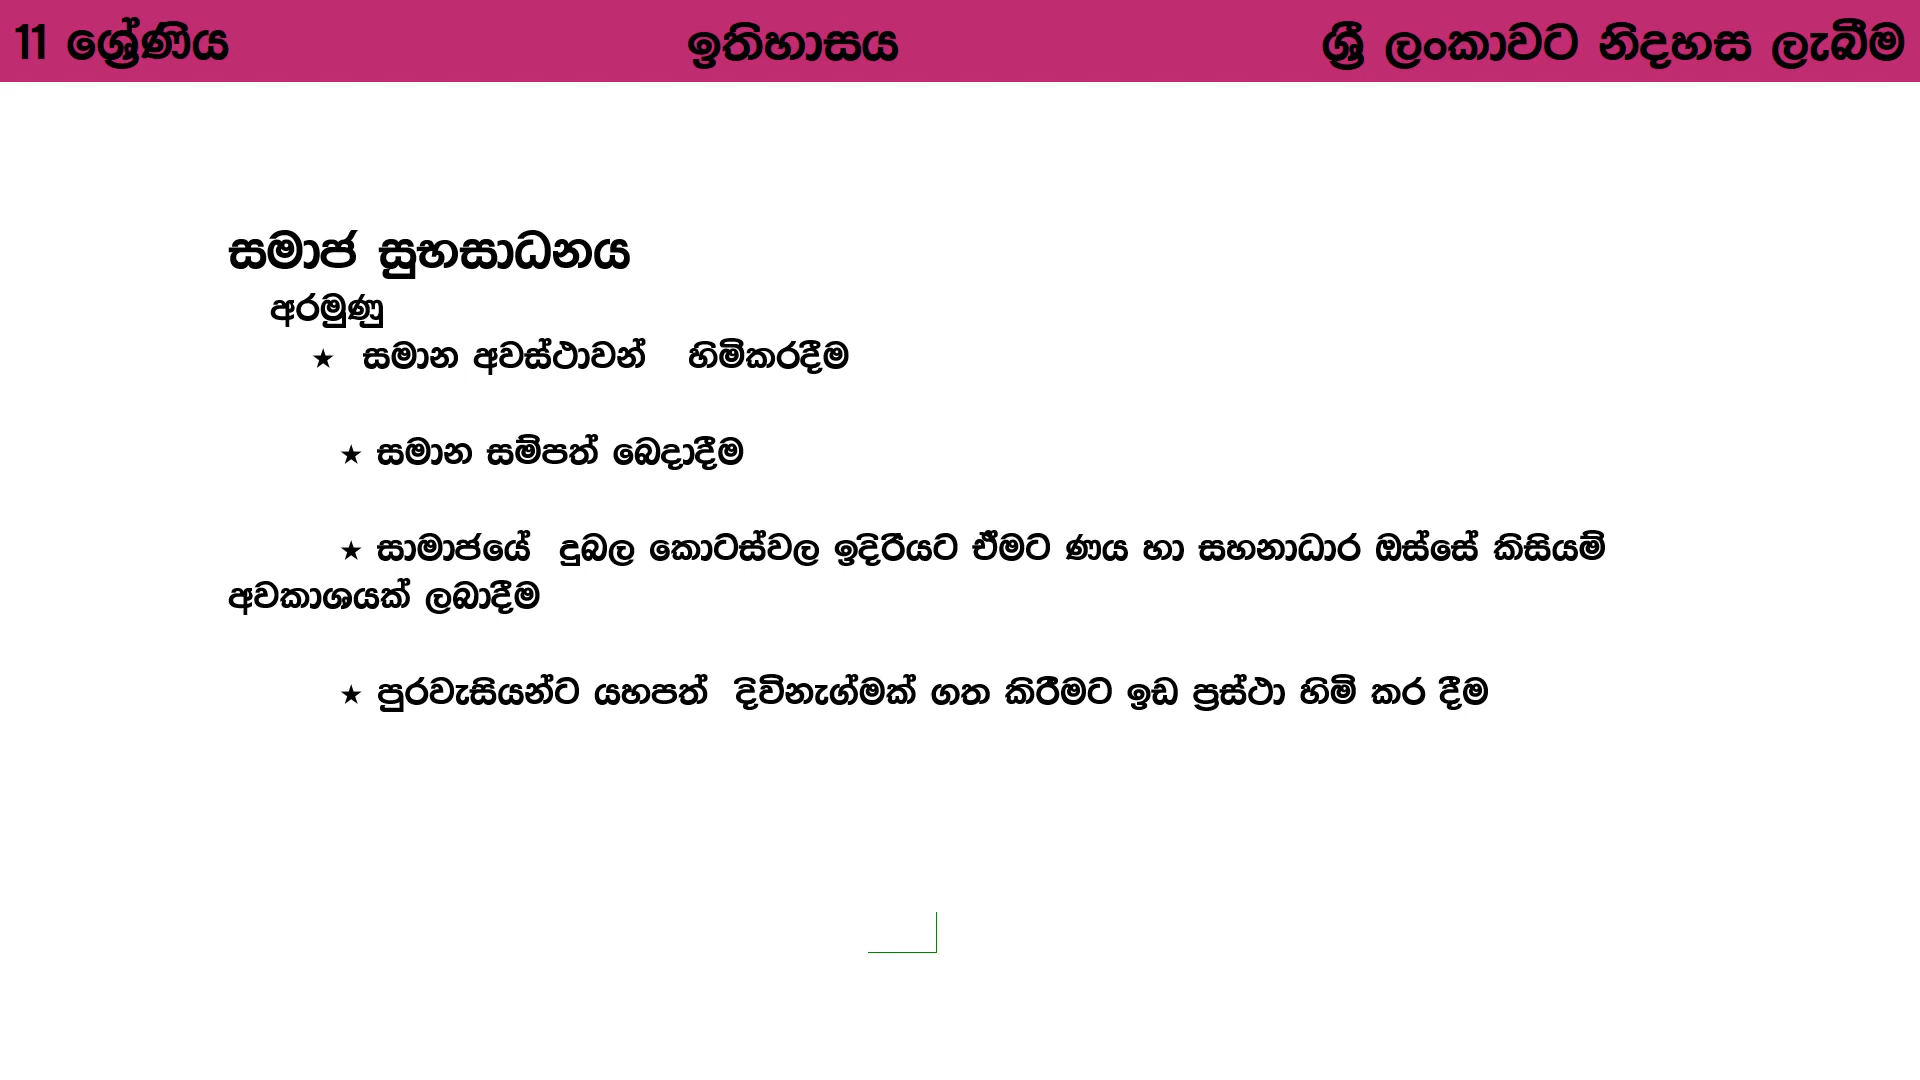 11 ශ්‍රේණිය ඉතිහාසය ශ්‍රී ලංකාවට නිදහස ලැබීම
සමාජ සුභසාධනය
අරමුණු
★ සමාන අවස්ථාවන් හිමිකරදීම
★ සමාන සම්පත් බෙදාදීම
★ සාමාජයේ දුබල කොටස්වල ඉදිරියට ඒමට ණය හා සහනාධාර ඔස්සේ කිසියම්
අවකාශයක් ලබාදීම
★ පුරවැසියන්ට යහපත් දිවිනැග්මක් ගත කිරීමට ඉඩ ප්‍රස්ථා හිමි කර දීම